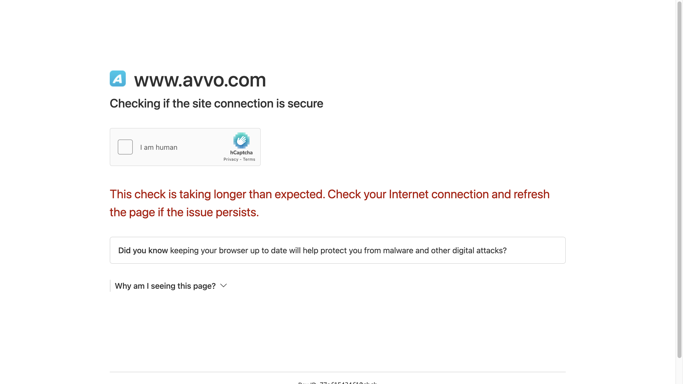 www.avvo.com
Checking if the site connection is secure
I am human
hCaptcha
Privacy - Terms
This check is taking longer than expected. Check your Internet connection and refresh
the page if the issue persists.
Did you know keeping your browser up to date will help protect you from malware and other digital attacks?
Why am I seeing this page?